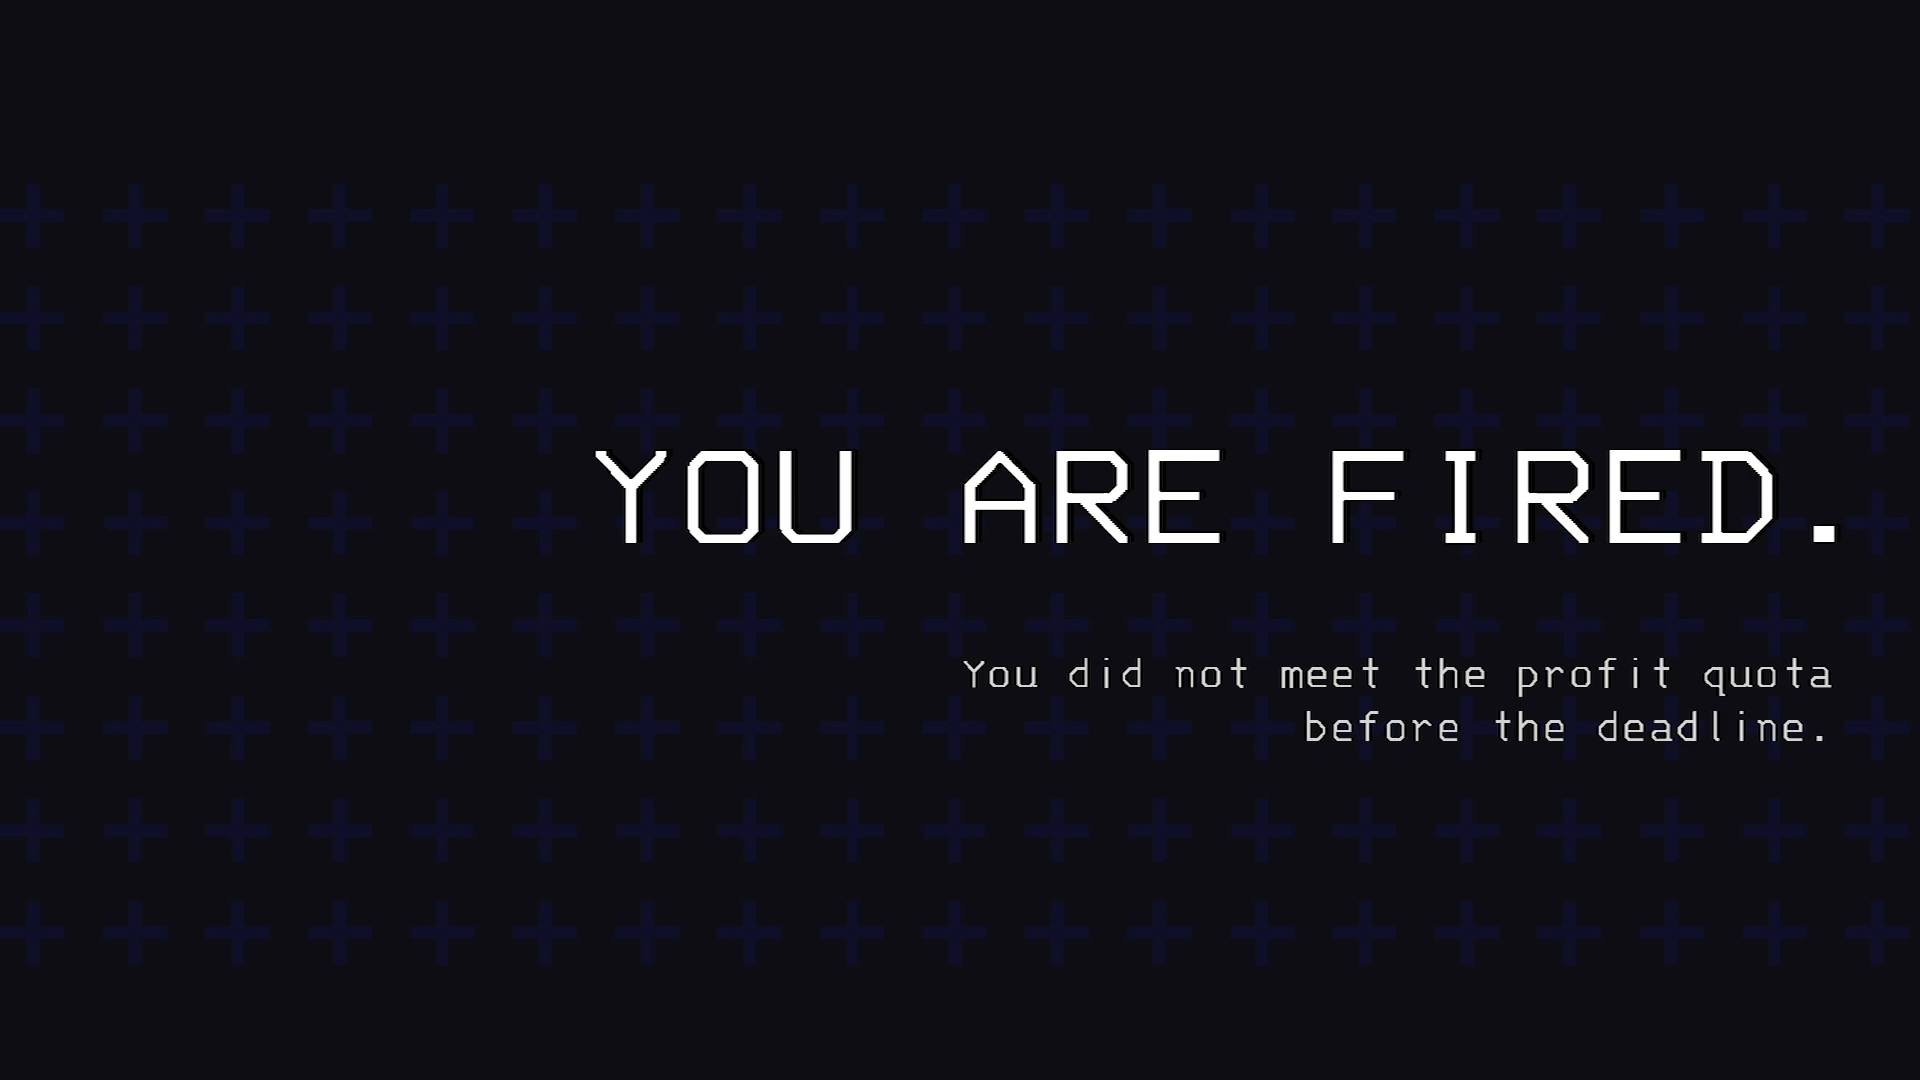 YOU ARE FIRED.
You did not meet the profit quota
before the deadline.